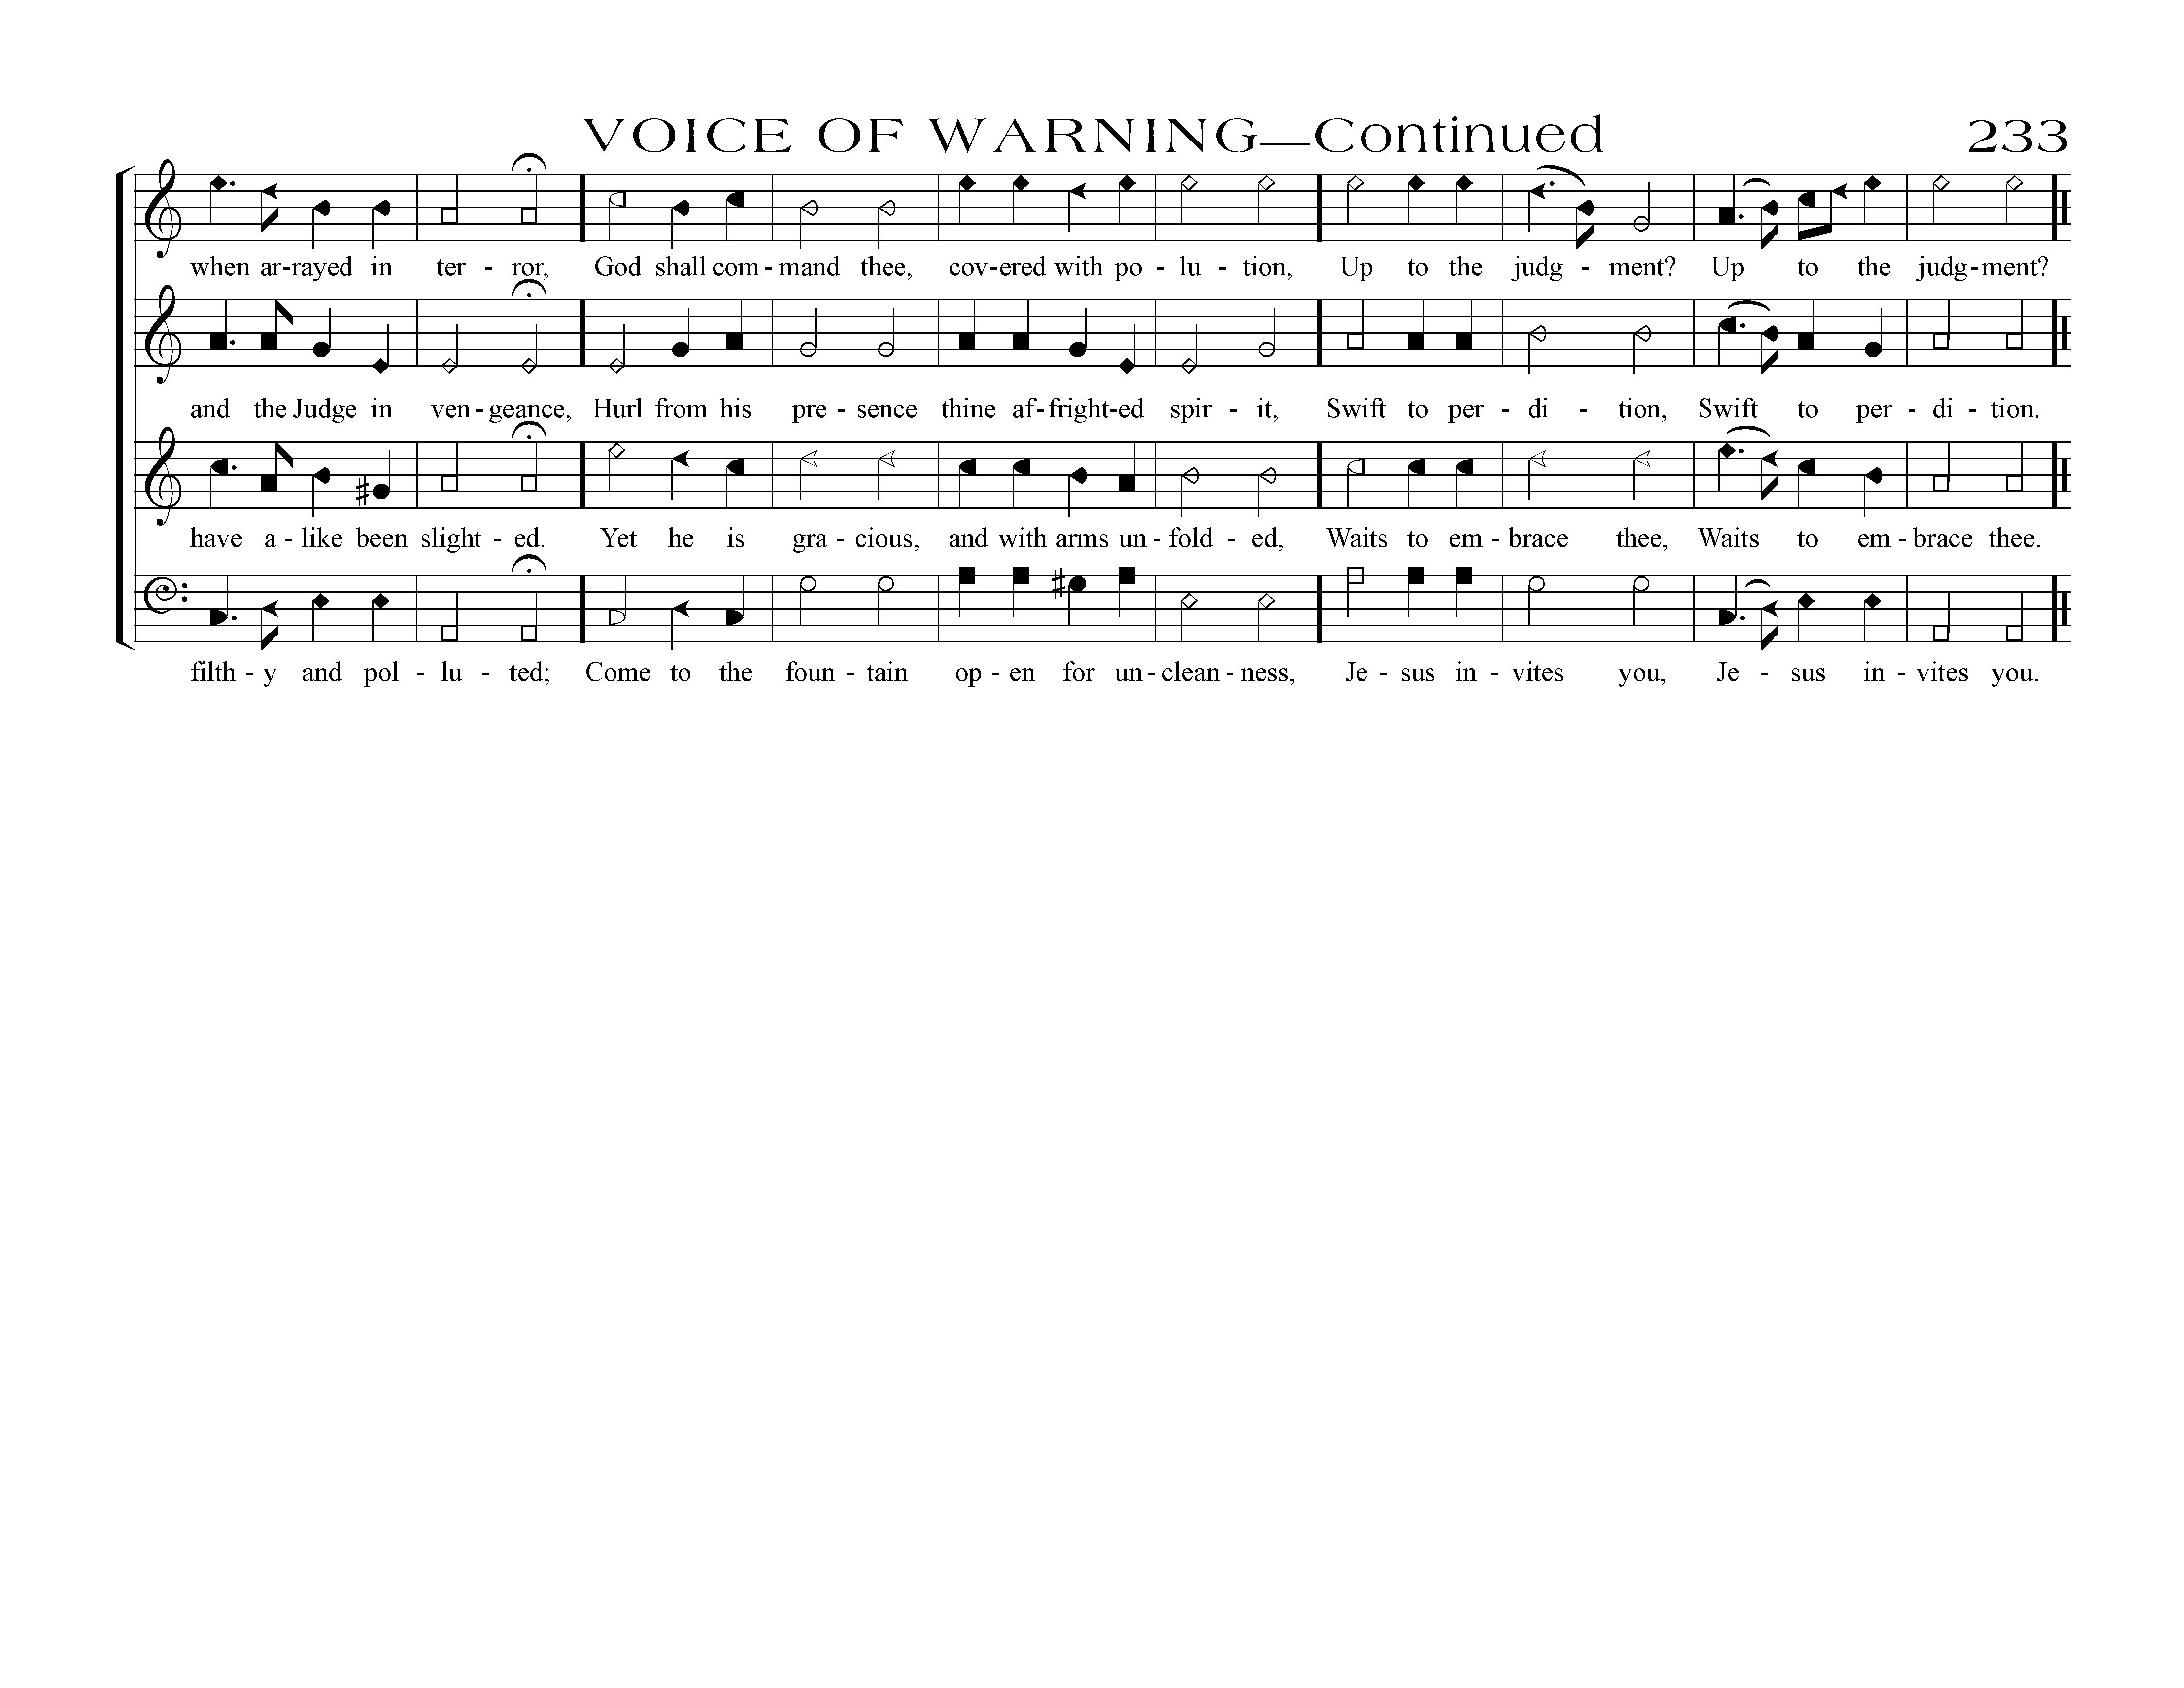 VOICE OF WARNING—Continued 233
when ar-rayed in ter - ror, God shall com - mand thee, cov-ered with po - lu - tion, Up to the judg - ment? Up to the judg-ment?
and the Judge in ven - geance, Hurl from his pre - sence thine af-fright-ed spir - it, Swift to per - di - tion, Swift to per - di - tion.
have a - like been slight - ed. Yet he is gra - cious, and with arms un - fold - ed, Waits to em - brace thee, Waits to em - brace thee.
filth - y and pol - lu - ted; Come to the foun - tain op - en for un - clean - ness, Je - sus in - vites you, Je - sus in - vites you.